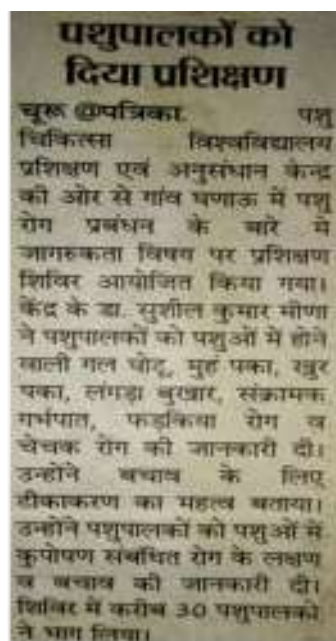 पशुपालकों को
दिया प्रशिक्षण
चूरू @पत्रिका. पशु
चिकित्सा विश्वविद्यालय
प्रशिक्षण एवं अनुसंधान केन्द्र
की ओर से गांव घणाऊ में पशु
रोग प्रबंधन के बारे में
जागरुकता विषय पर प्रशिक्षण
शिविर आयोजित किया गया।
केंद्र के डा. सुशील कुमार मीणा
ने पशुपालकों को पशुओं में होने
वाली गल घोटू, मुहं पका, खुर
पका, लंगड़ा बुखार, संक्रामक
गर्भपात, फड़किया रोग व
चेचक रोग की जानकारी दी।
उन्होंने बचाव के लिए
टीकाकरण का महत्व बताया।
उन्होंने पशुपालकों को पशुओं में
कुपोषण संबधित रोग के लक्षण
व बचाव की जानकारी दी।
शिविर में करीब 30 पशुपालकों
ने भाग लिया।